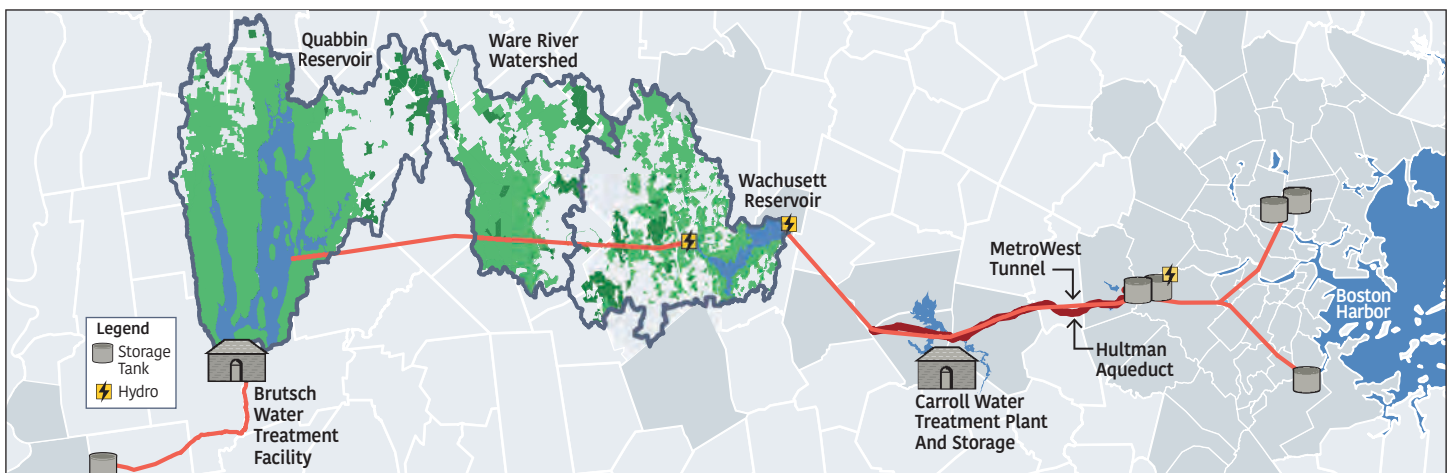 Quabbin
Reservoir
Ware River
Watershed
Wachusett
Reservoir
MetroWest
Tunnel
Boston
Harbor
Hultman
Aqueduct
Carroll Water
Treatment Plant
And Storage
Legend
Storage
Tank
Hydro
Brutsch
Water
Treatment
Facility